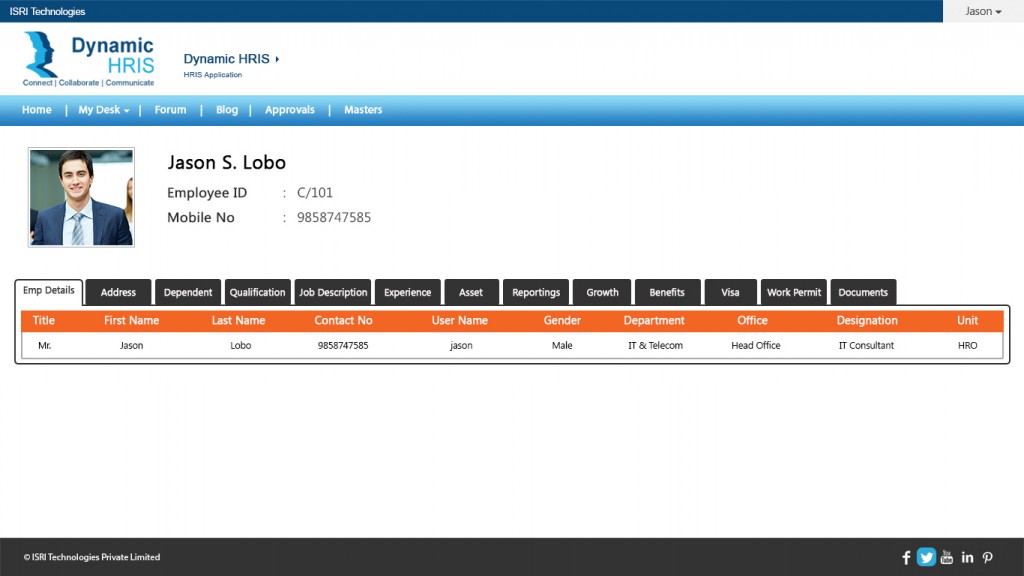 ISRI Technologies
Jason
Dynamic
HRIS
Connect | Collaborate | Communicate
Dynamic HRIS
HRIS Application
Home | My Desk | Forum | Blog | Approvals | Masters
Jason S. Lobo
Employee ID : C/101
Mobile No : 9858747585
Emp Details Address Dependent Qualification Job Description Experience Asset Reportings Growth Benefits Visa Work Permit Documents
Title First Name Last Name Contact No User Name Gender Department Office Designation Unit
Mr. Jason Lobo 9858747585 jason Male IT & Telecom Head Office IT Consultant HRO
© ISRI Technologies Private Limited
f You Tube in